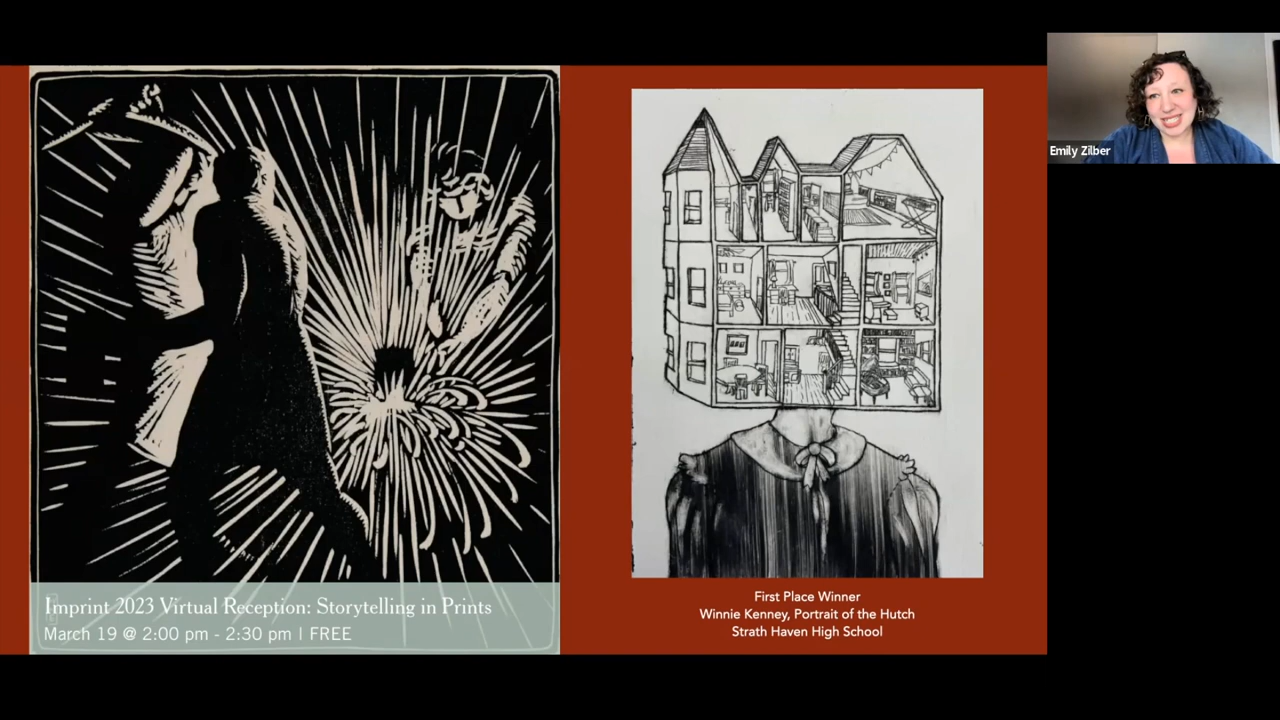 Emily Zilber
Imprint 2023 Virtual Reception: Storytelling in Prints
March 19 @ 2:00 pm - 2:30 pm | FREE
First Place Winner
Winnie Kenney, Portrait of the Hutch
Strath Haven High School